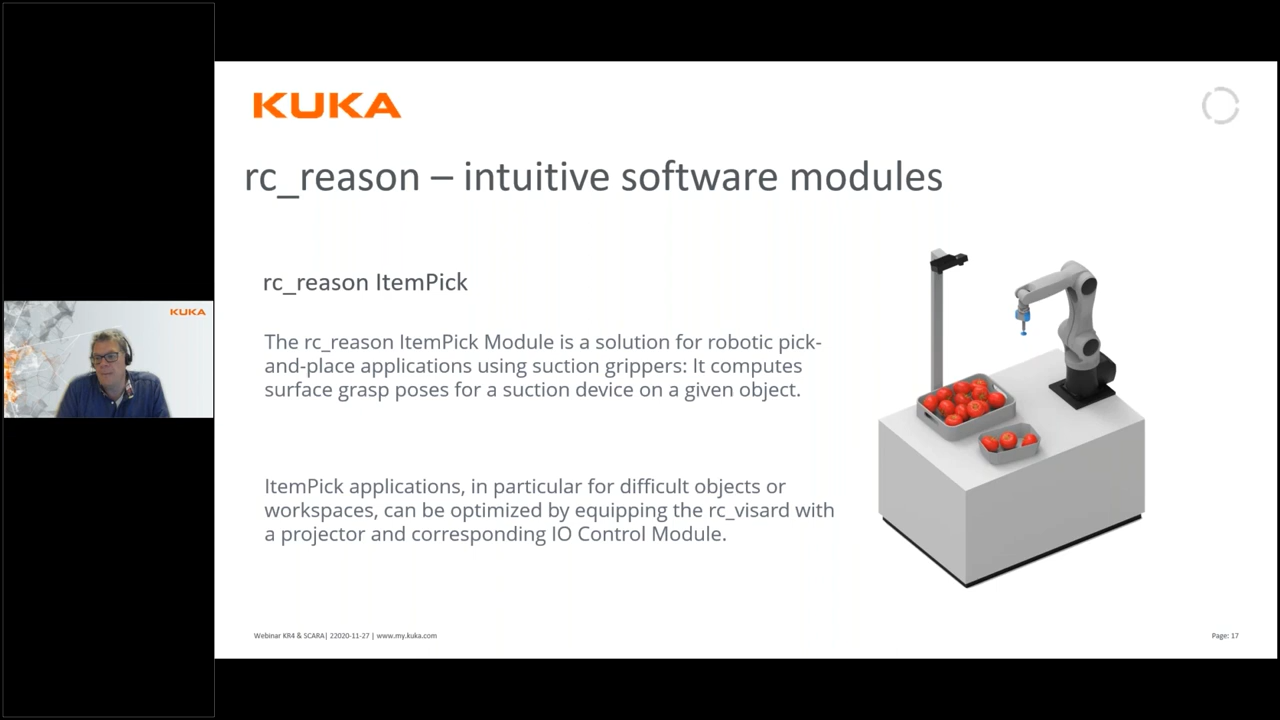 KUKA
rc_reason – intuitive software modules
rc_reason ItemPick
The rc_reason ItemPick Module is a solution for robotic pick-
and-place applications using suction grippers: It computes
surface grasp poses for a suction device on a given object.
ItemPick applications, in particular for difficult objects or
workspaces, can be optimized by equipping the rc_visard with
a projector and corresponding IO Control Module.
Webinar KR4 & SCARA| 22020-11-27 | www.my.kuka.com
Page: 17
KUKA